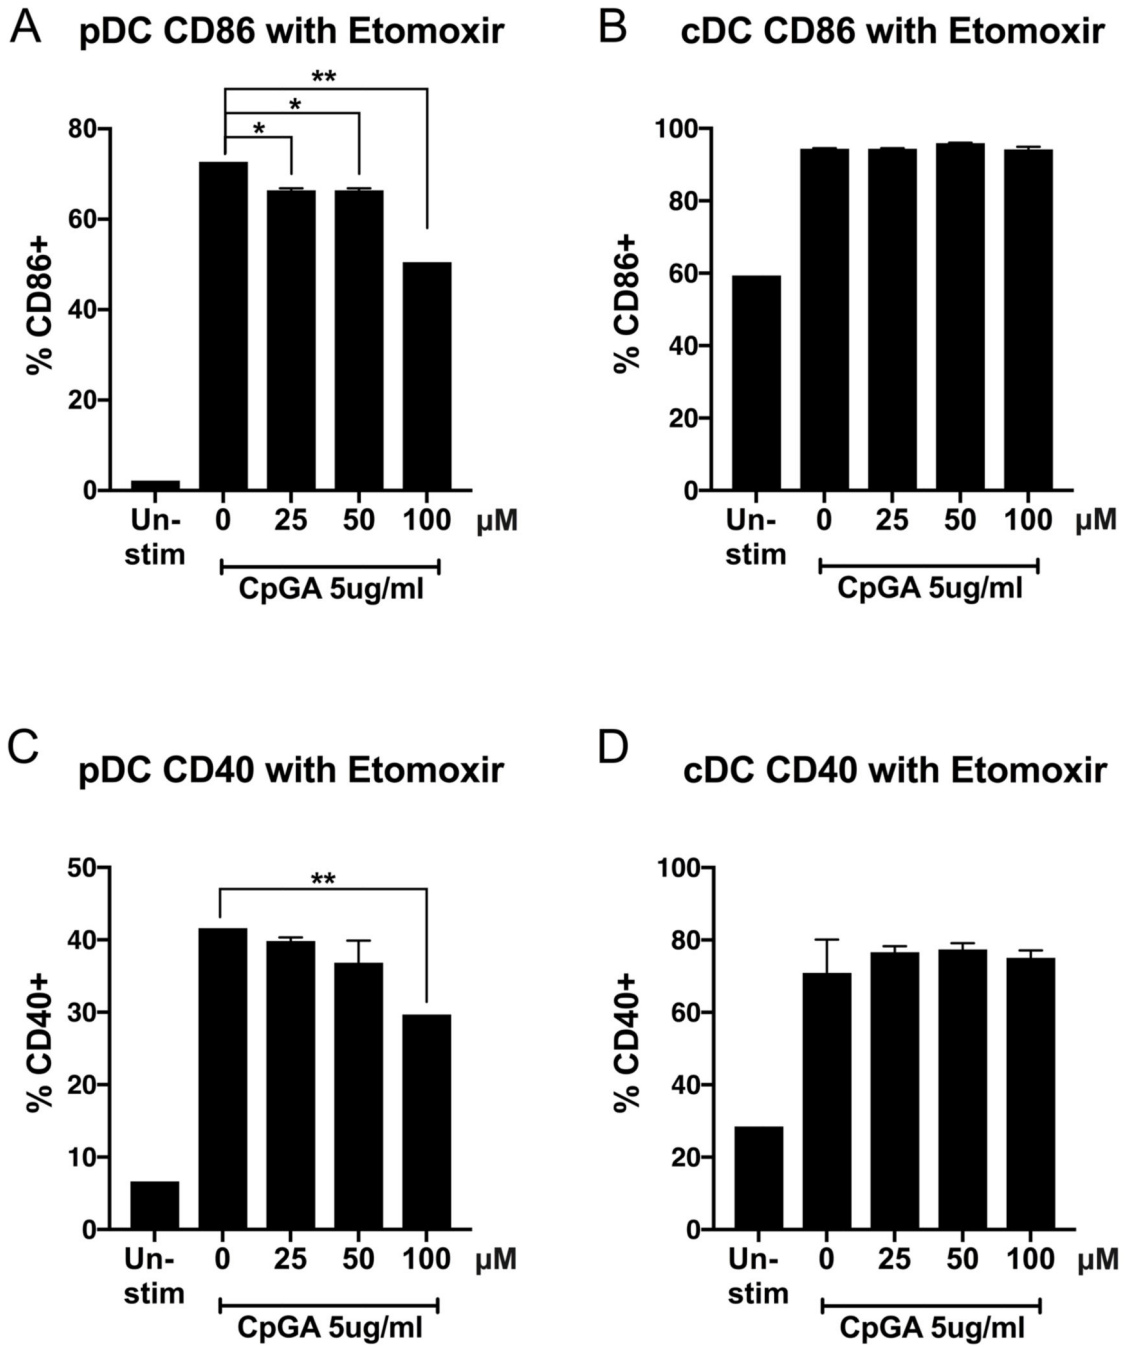 A pDC CD86 with Etomoxir
**
*
*
80
60
40
20
0
% CD86+
Un-stim 0 25 50 100 µM
CpGA 5ug/ml
B cDC CD86 with Etomoxir
100
80
60
40
20
0
% CD86+
Un-stim 0 25 50 100 µM
CpGA 5ug/ml
C pDC CD40 with Etomoxir
**
50
40
30
20
10
0
% CD40+
Un-stim 0 25 50 100 µM
CpGA 5ug/ml
D cDC CD40 with Etomoxir
100
80
60
40
20
0
% CD40+
Un-stim 0 25 50 100 µM
CpGA 5ug/ml